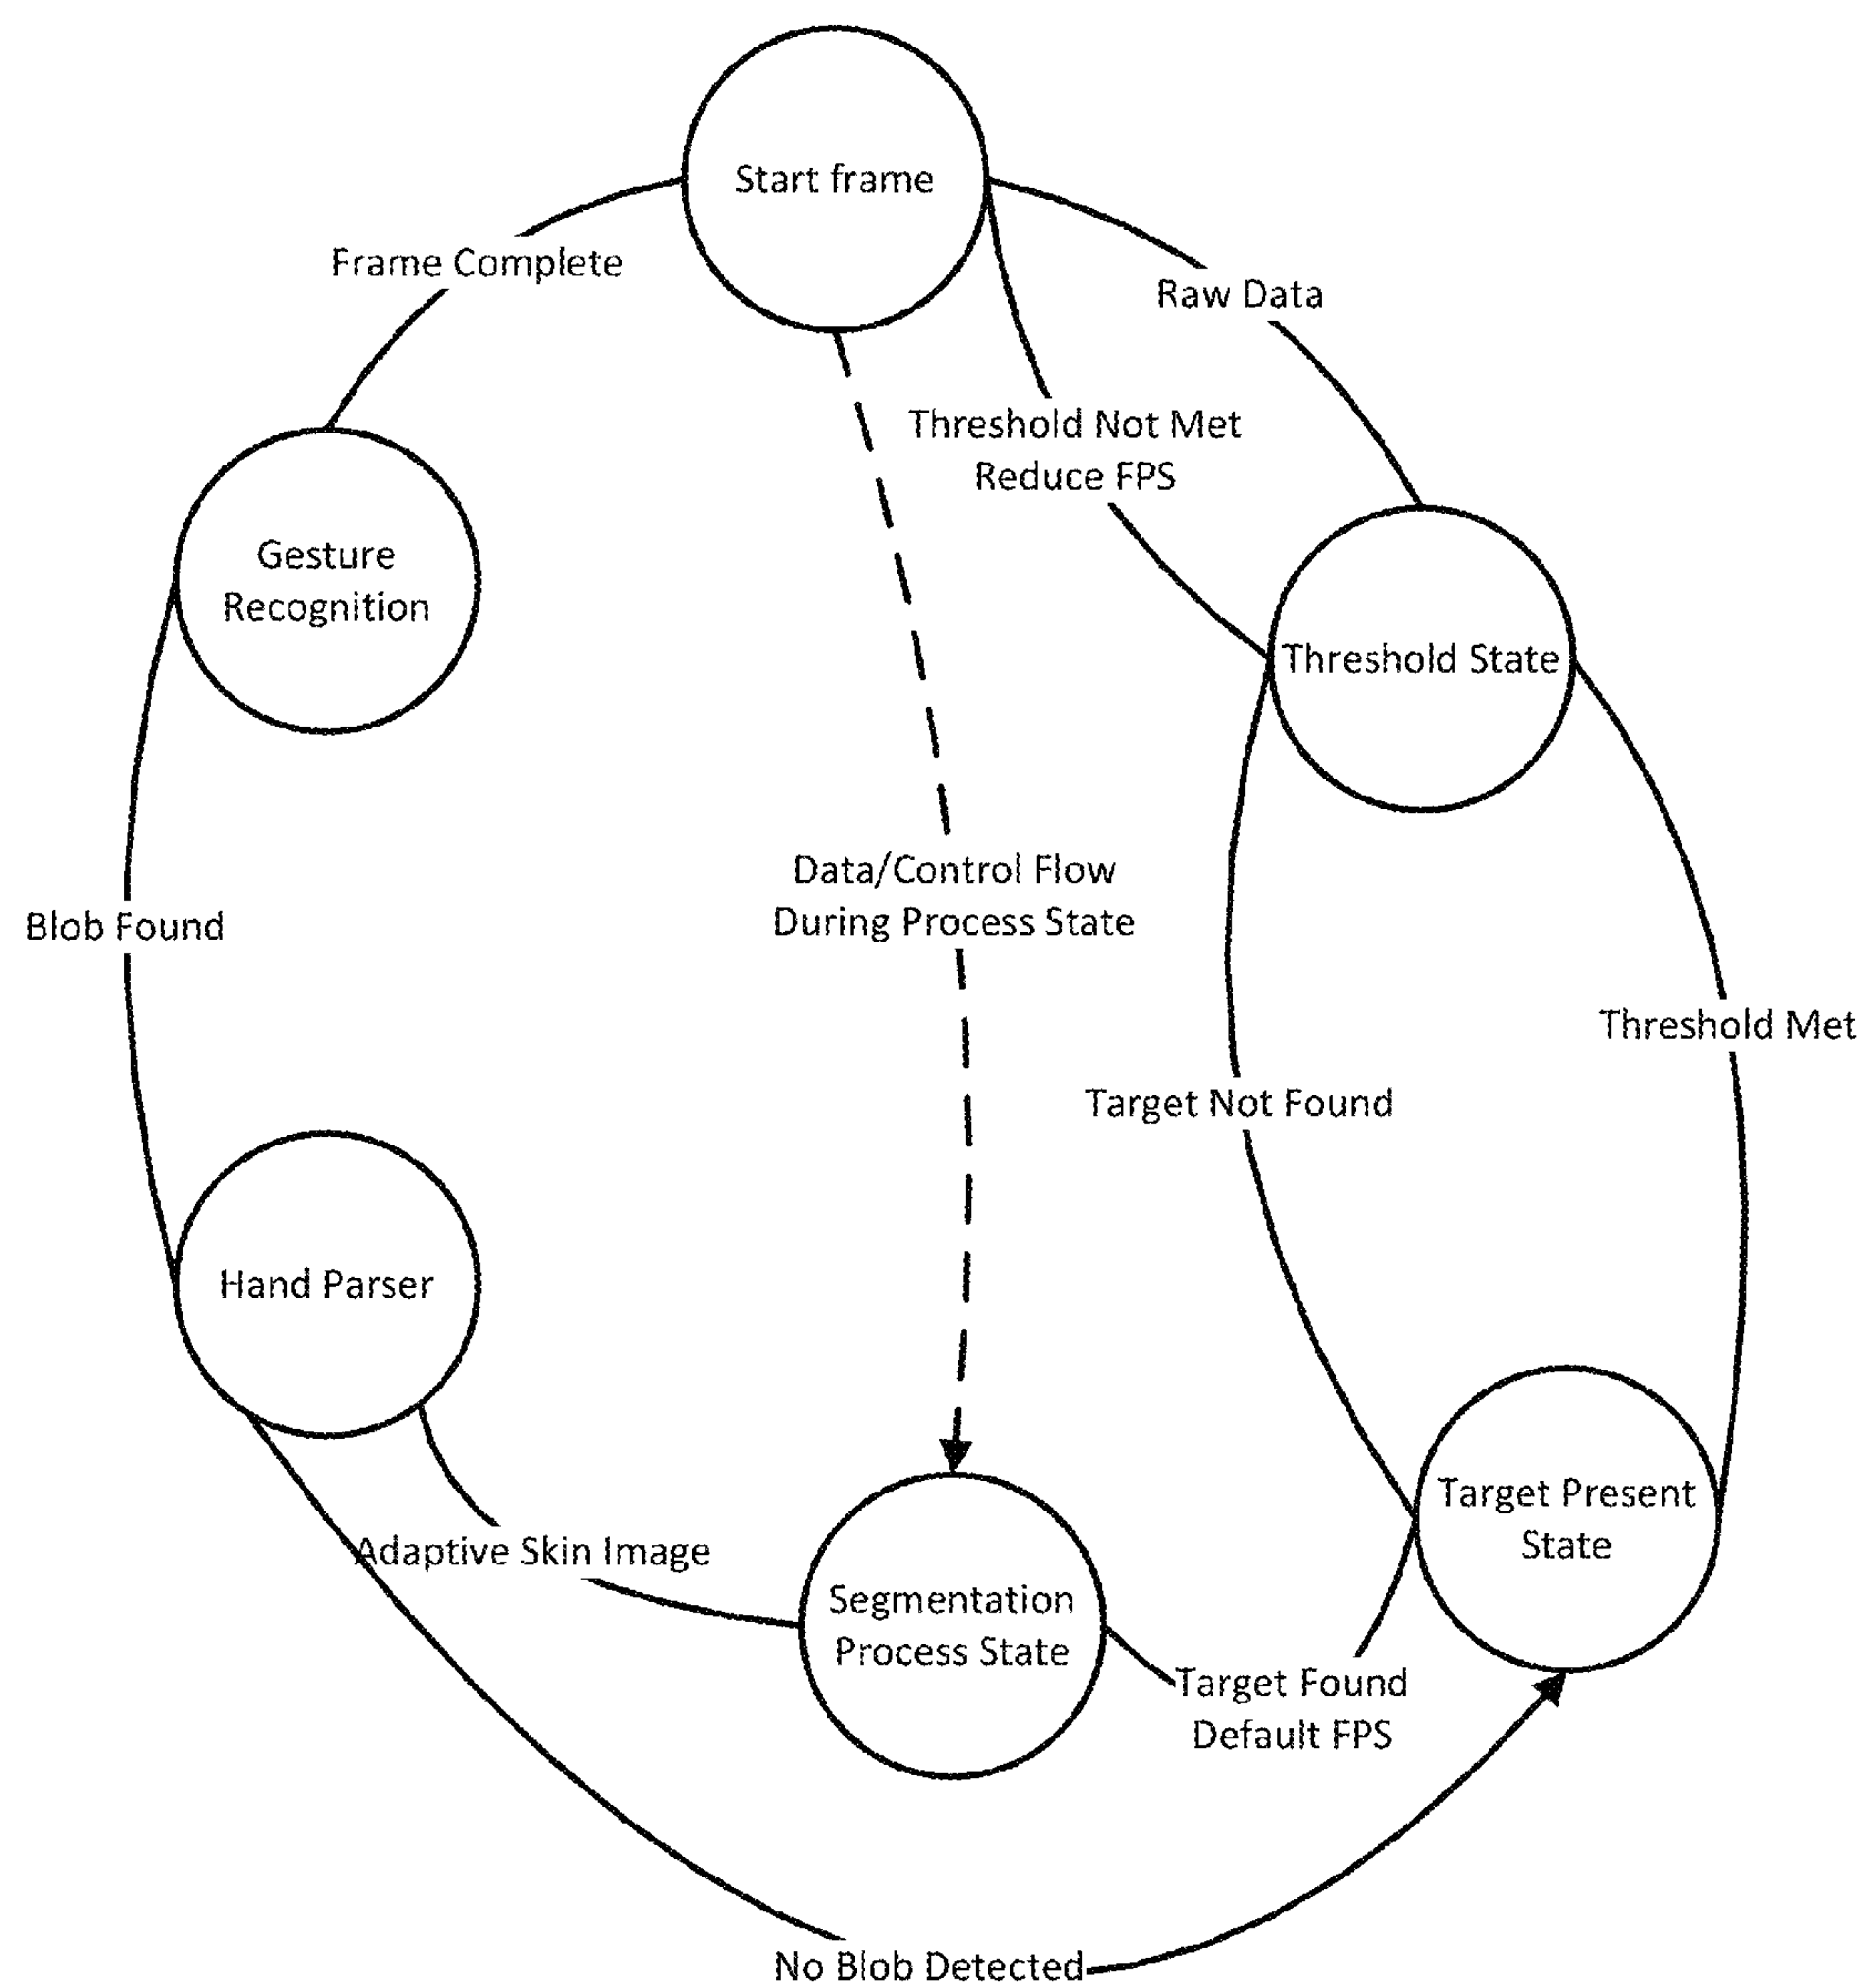 Start frame
Frame Complete
Raw Data
Threshold Not Met
Reduce FPS
Gesture
Recognition
Threshold State
Data/Control Flow
During Process State
Blob Found
Threshold Met
Target Not Found
Hand Parser
Target Present
State
Adaptive Skin Image
Segmentation
Process State
Target Found
Default FPS
No Blob Detected